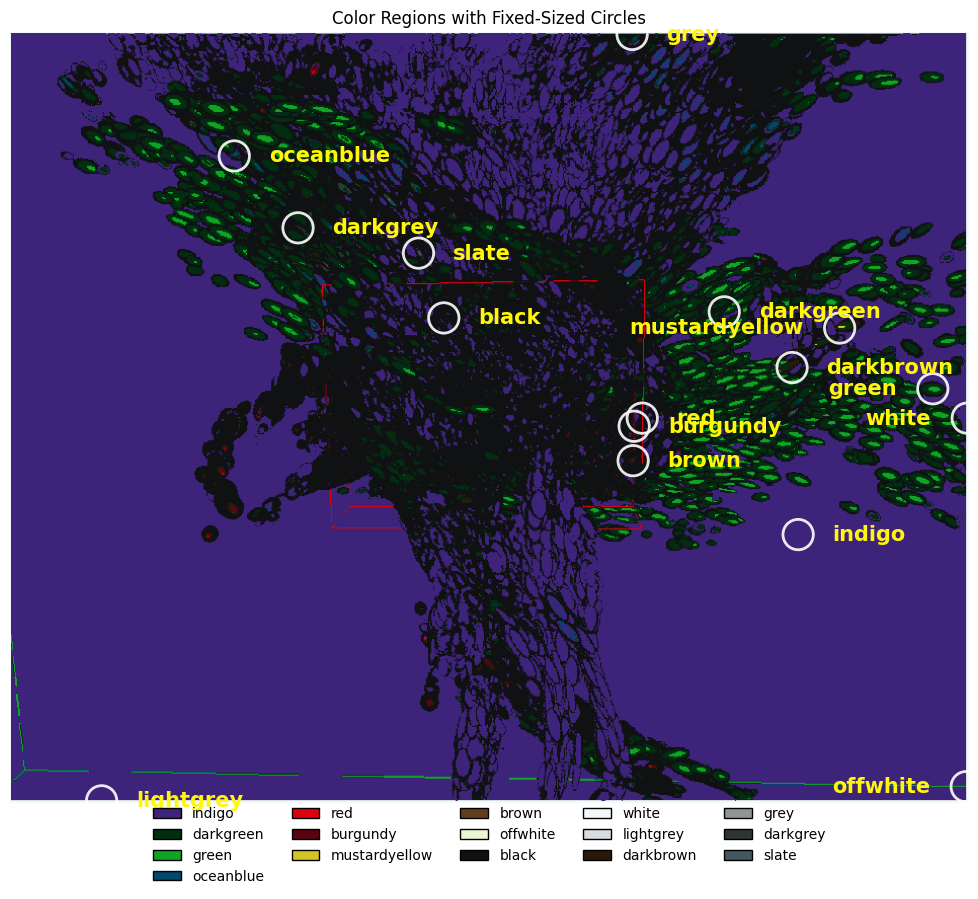 Color Regions with Fixed-Sized Circles
grey
oceanblue
darkgrey
slate
black
darkgreen
mustardyellow
darkbrown
green
red
white
burgundy
brown
indigo
offwhite
lightgrey
indigo red brown white grey
darkgreen burgundy offwhite lightgrey darkgrey
green mustardyellow black darkbrown slate
oceanblue